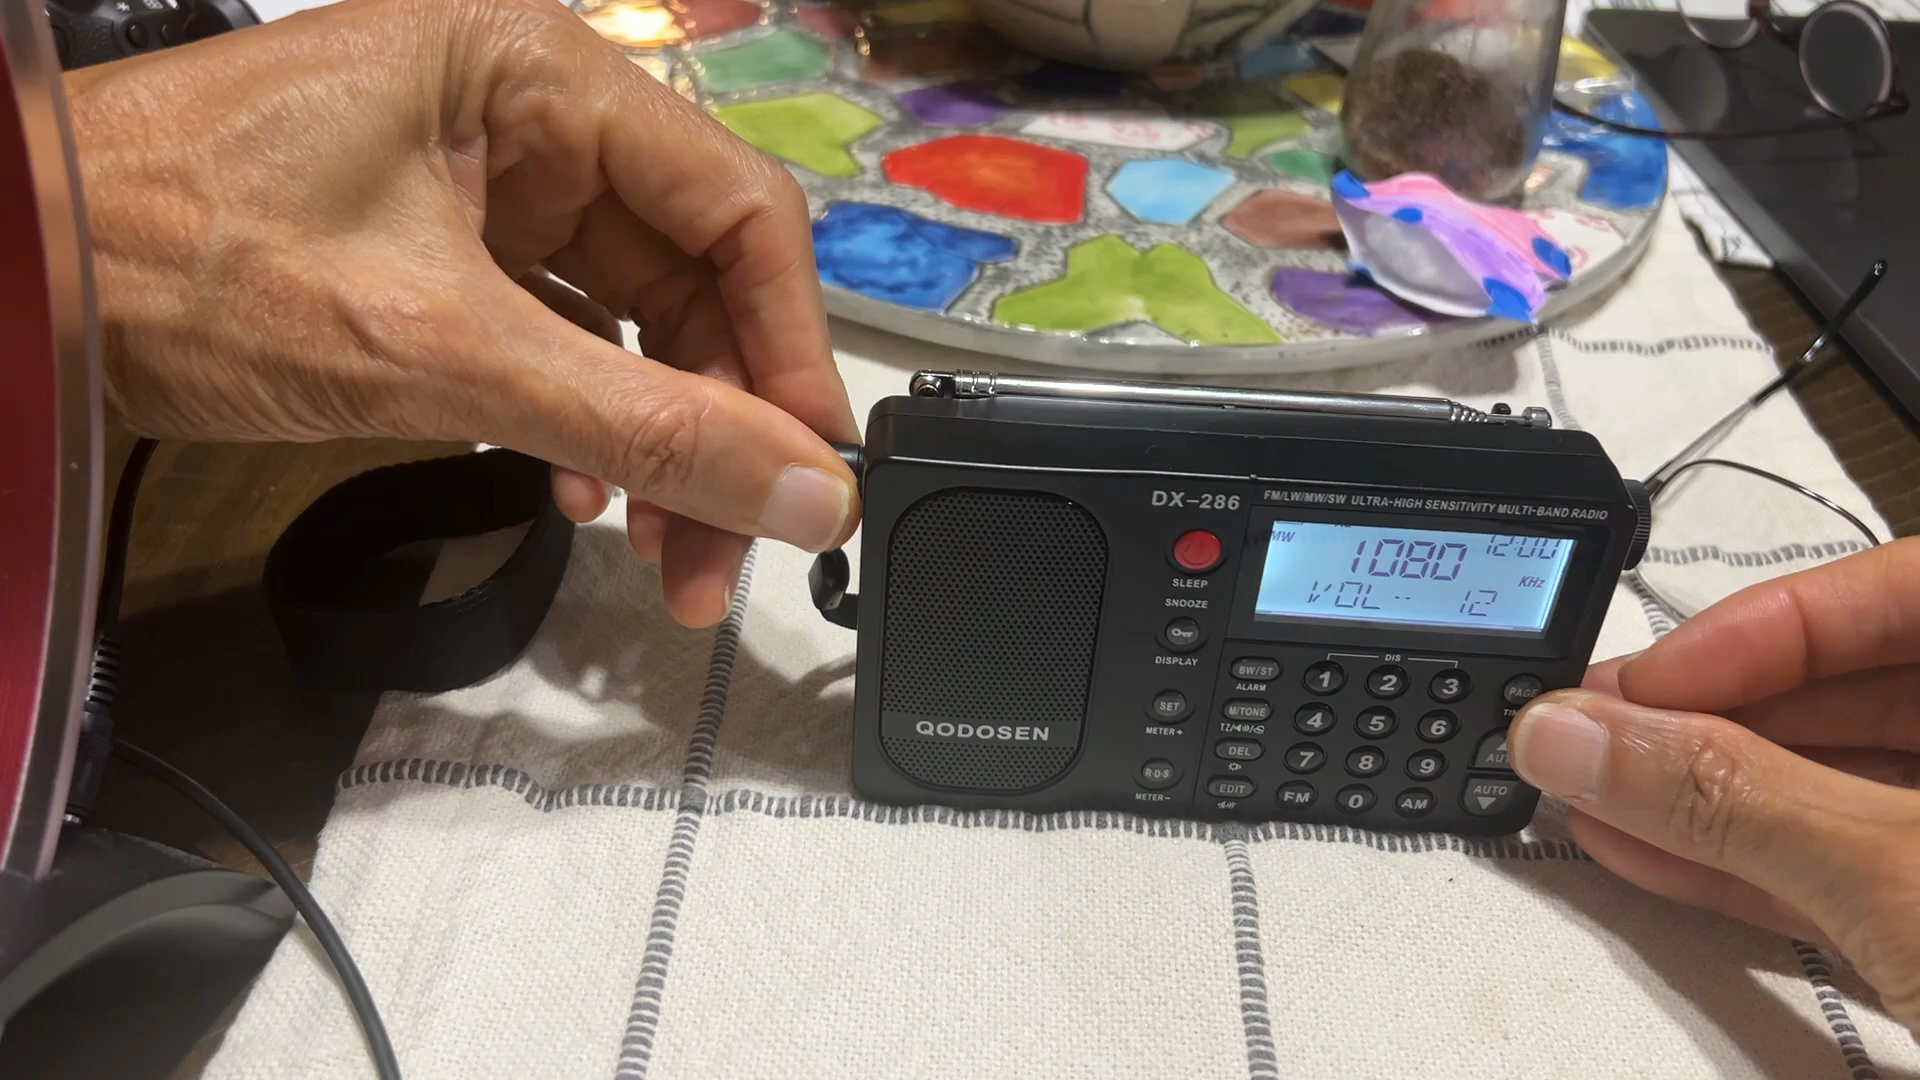 DX-286
FM/LW/MW/SW ULTRA-HIGH SENSITIVITY MULTI-BAND RADIO
MW
1080
12:00
KHz
VOL-- 12
SLEEP
SNOOZE
DISPLAY
SET
METER+
R·D·S
METER-
QODOSEN
BW/ST
ALARM
M/TONE
DEL
EDIT
DIS
1 2 3
4 5 6
7 8 9
FM 0 AM
PAGE
AUTO